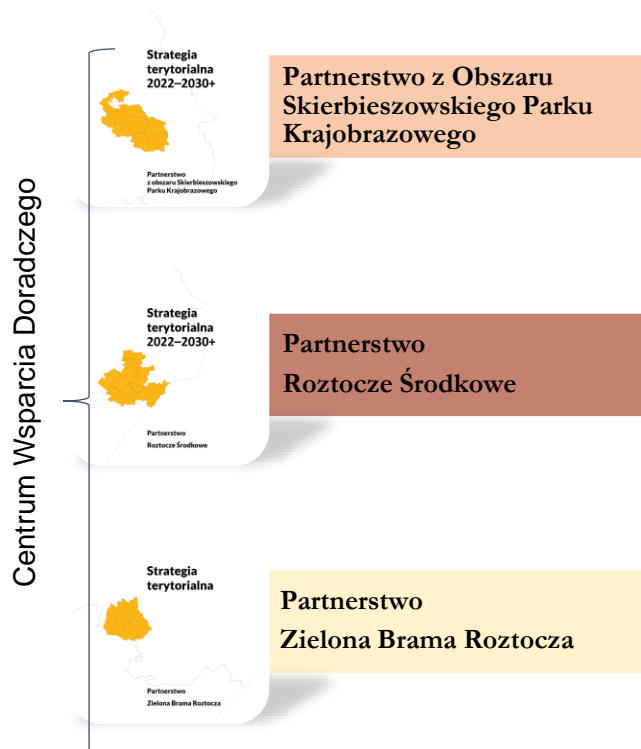 Centrum Wsparcia Doradczego
Strategia
terytorialna
2022–2030+
Partnerstwo
z obszaru Skierbieszowskiego
Parku Krajobrazowego
Partnerstwo z Obszaru
Skierbieszowskiego Parku
Krajobrazowego
Strategia
terytorialna
2022–2030+
Partnerstwo
Roztocze Środkowe
Partnerstwo
Roztocze Środkowe
Strategia
terytorialna
Partnerstwo
Zielona Brama Roztocza
Partnerstwo
Zielona Brama Roztocza